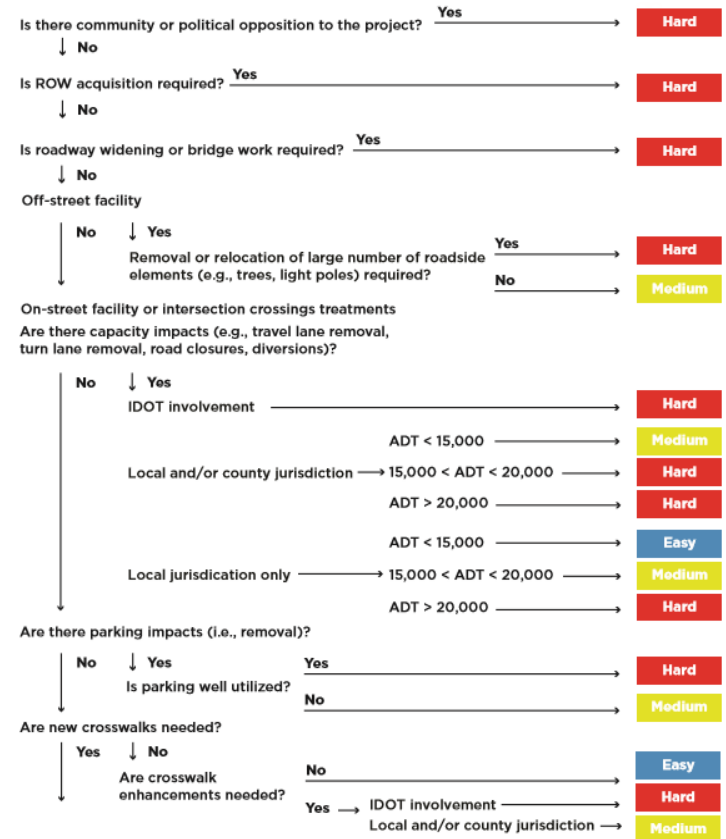 Is there community or political opposition to the project? Yes Hard
No
Is ROW acquisition required? Yes Hard
No
Is roadway widening or bridge work required? Yes Hard
No
Off-street facility
No Yes
Removal or relocation of large number of roadside
elements (e.g., trees, light poles) required?
Yes Hard
No Medium
On-street facility or intersection crossings treatments
Are there capacity impacts (e.g., travel lane removal,
turn lane removal, road closures, diversions)?
No Yes
IDOT involvement Hard
ADT < 15,000 Medium
Local and/or county jurisdiction 15,000 < ADT < 20,000 Hard
ADT > 20,000 Hard
ADT < 15,000 Easy
Local jurisdication only 15,000 < ADT < 20,000 Medium
ADT > 20,000 Hard
Are there parking impacts (i.e., removal)?
No Yes
Is parking well utilized?
Yes Hard
No Medium
Are new crosswalks needed?
Yes No
Are crosswalk
enhancements needed?
No Easy
Yes IDOT involvement Hard
Local and/or county jurisdiction Medium